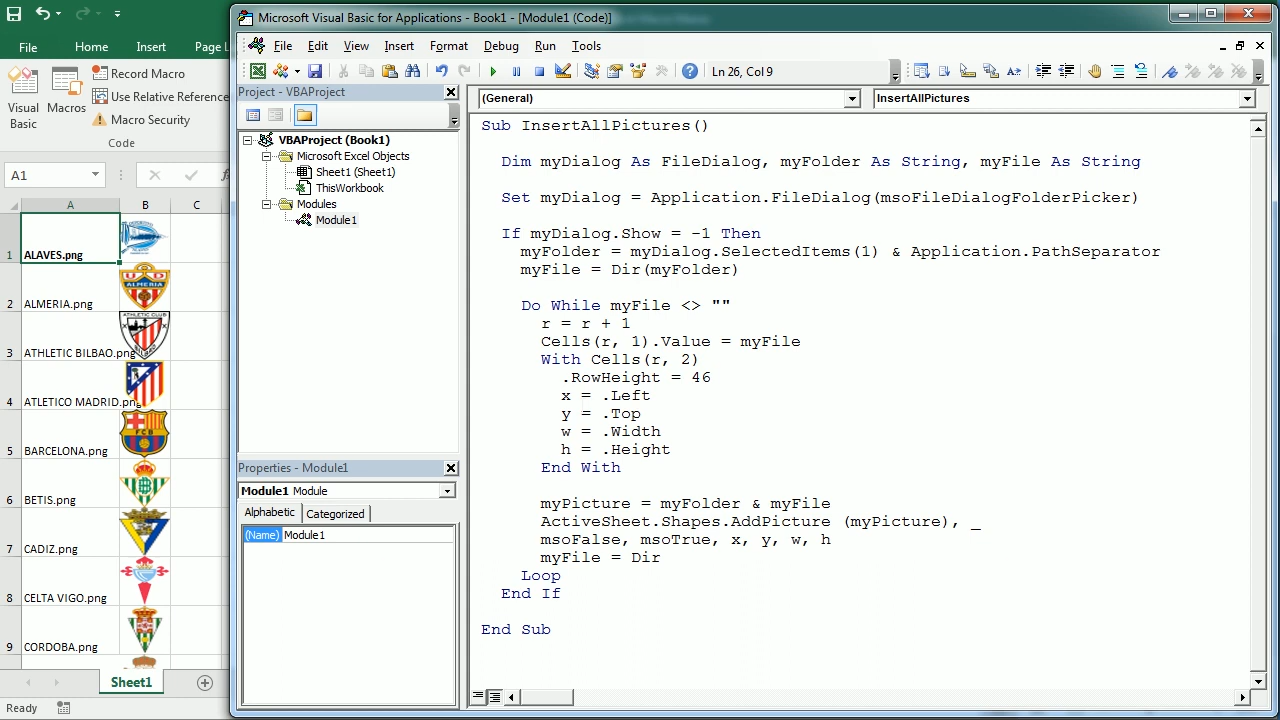 Microsoft Visual Basic for Applications - Book1 - [Module1 (Code)]
File Home Insert Page L
File Edit View Insert Format Debug Run Tools
Record Macro
Use Relative Reference
Macro Security
Visual Basic
Macros
Code
Ln 26, Col 6
A1
A B C
1 ALAVES.png
2 ALMERIA.png
3 ATHLETIC BILBAO.png
4 ATLETICO MADRID.png
5 BARCELONA.png
6 BETIS.png
7 CADIZ.png
8 CELTA VIGO.png
9 CORDOBA.png
Sheet1
Ready
Project - VBAProject
VBAProject (Book1)
Microsoft Excel Objects
Sheet1 (Sheet1)
ThisWorkbook
Modules
Module1
Properties - Module1
Module1 Module
Alphabetic Categorized
(Name) Module1
(General) InsertAllPictures
Sub InsertAllPictures()
Dim myDialog As FileDialog, myFolder As String, myFile As String
Set myDialog = Application.FileDialog(msoFileDialogFolderPicker)
If myDialog.Show = -1 Then
myFolder = myDialog.SelectedItems(1) & Application.PathSeparator
myFile = Dir(myFolder)
Do While myFile <> ""
r = r + 1
Cells(r, 1).Value = myFile
With Cells(r, 2)
.RowHeight = 46
x = .Left
y = .Top
w = .Width
h = .Height
End With
myPicture = myFolder & myFile
ActiveSheet.Shapes.AddPicture (myPicture), _
msoFalse, msoTrue, x, y, w, h
myFile = Dir
Loop
End If
End Sub